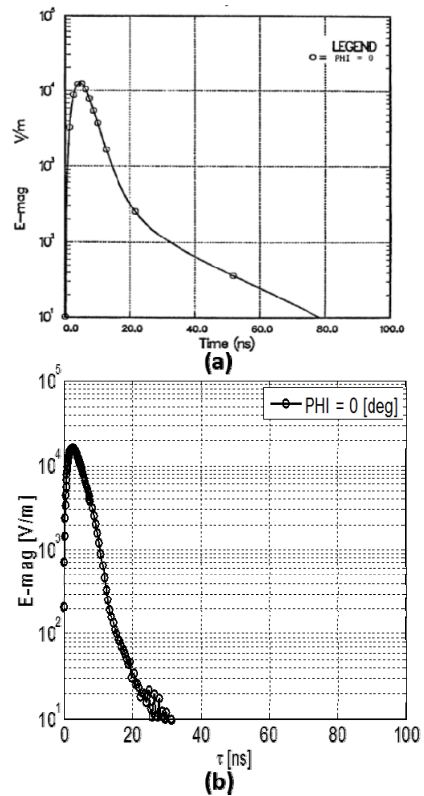 LEGEND
PHI = 0
10⁵
10⁴
10³
10²
10¹
E-mag V/m
0.0 20.0 40.0 60.0 80.0 100.0
Time (ns)
(a)
PHI = 0 [deg]
10⁵
10⁴
10³
10²
10¹
E-mag [V/m]
0 20 40 60 80 100
τ [ns]
(b)